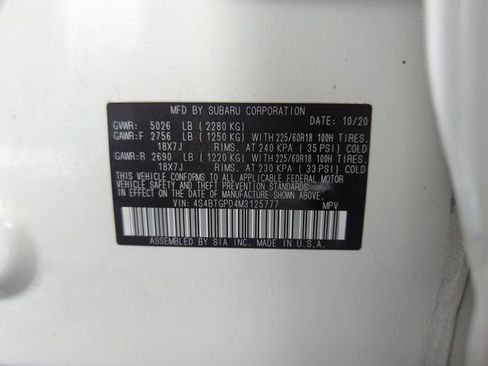 MFD BY SUBARU CORPORATION DATE: 10/20
GVWR: 5026 LB (2280 KG)
GAWR:F 2756 LB (1250 KG) WITH 225/60R18 100H TIRES.
18X7J RIMS. AT 240 KPA (35 PSI) COLD
GAWR:R 2690 LB (1220 KG) WITH 225/60R18 100H TIRES.
18X7J RIMS. AT 230 KPA (33 PSI) COLD
THIS VEHICLE CONFORMS TO ALL APPLICABLE FEDERAL MOTOR
VEHICLE SAFETY AND THEFT PREVENTION STANDARDS
IN EFFECT ON THE DATE OF MANUFACTURE SHOWN ABOVE.
VIN: 4S4BTGPD4M3125777 MPV
ASSEMBLED BY SIA INC. MADE IN U.S.A.